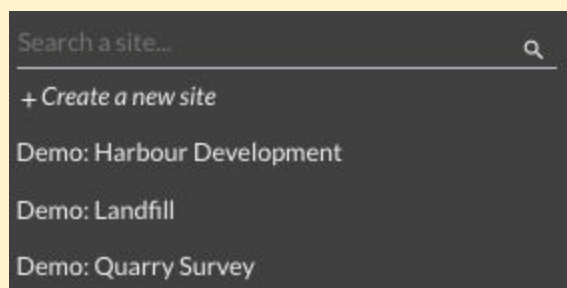 Search a site...
+ Create a new site
Demo: Harbour Development
Demo: Landfill
Demo: Quarry Survey